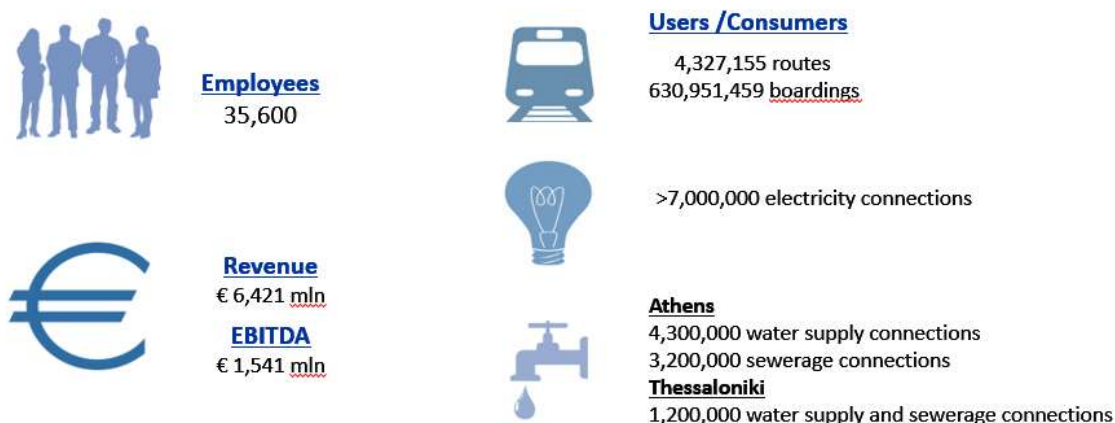 Employees
35,600
Revenue
€ 6,421 mln
EBITDA
€ 1,541 mln
Users /Consumers
4,327,155 routes
630,951,459 boardings
>7,000,000 electricity connections
Athens
4,300,000 water supply connections
3,200,000 sewerage connections
Thessaloniki
1,200,000 water supply and sewerage connections